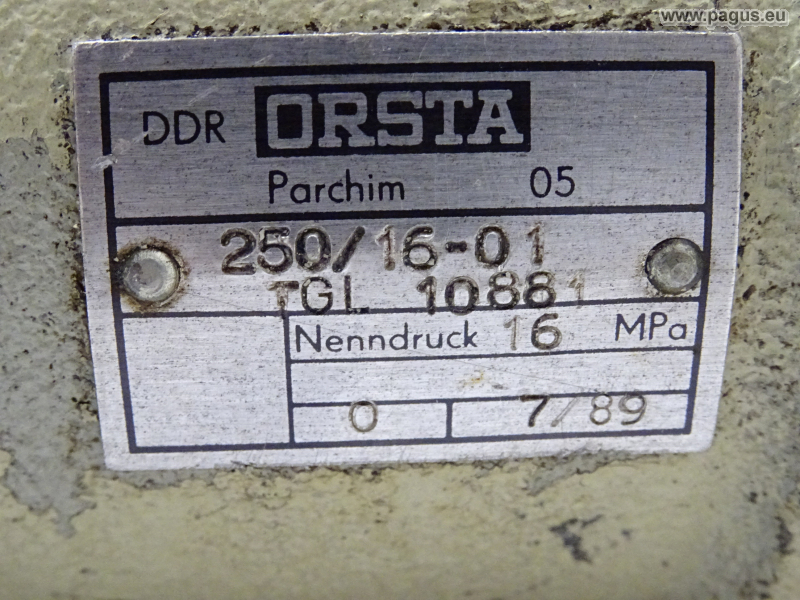 www.pagus.eu
DDR ORSTA
Parchim 05
250/16-01
TGL 10881
Nenndruck 16 MPa
0 7/89